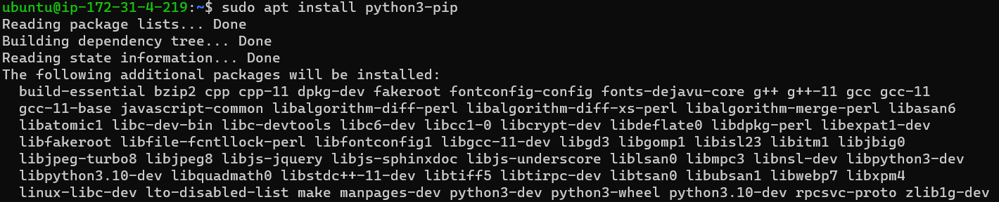 ubuntu@ip-172-31-4-219:~$ sudo apt install python3-pip
Reading package lists... Done
Building dependency tree... Done
Reading state information... Done
The following additional packages will be installed:
  build-essential bzip2 cpp cpp-11 dpkg-dev fakeroot fontconfig-config fonts-dejavu-core g++ g++-11 gcc gcc-11
  gcc-11-base javascript-common libalgorithm-diff-perl libalgorithm-diff-xs-perl libalgorithm-merge-perl libasan6
  libatomic1 libc-dev-bin libc-devtools libc6-dev libcc1-0 libcrypt-dev libdeflate0 libdpkg-perl libexpat1-dev
  libfakeroot libfile-fcntllock-perl libfontconfig1 libgcc-11-dev libgd3 libgomp1 libisl23 libitm1 libjbig0
  libjpeg-turbo8 libjpeg8 libjs-jquery libjs-sphinxdoc libjs-underscore liblsan0 libmpc3 libnsl-dev libpython3-dev
  libpython3.10-dev libquadmath0 libstdc++-11-dev libtiff5 libtirpc-dev libtsan0 libubsan1 libwebp7 libxpm4
  linux-libc-dev lto-disabled-list make manpages-dev python3-dev python3-wheel python3.10-dev rpcsvc-proto zlib1g-dev